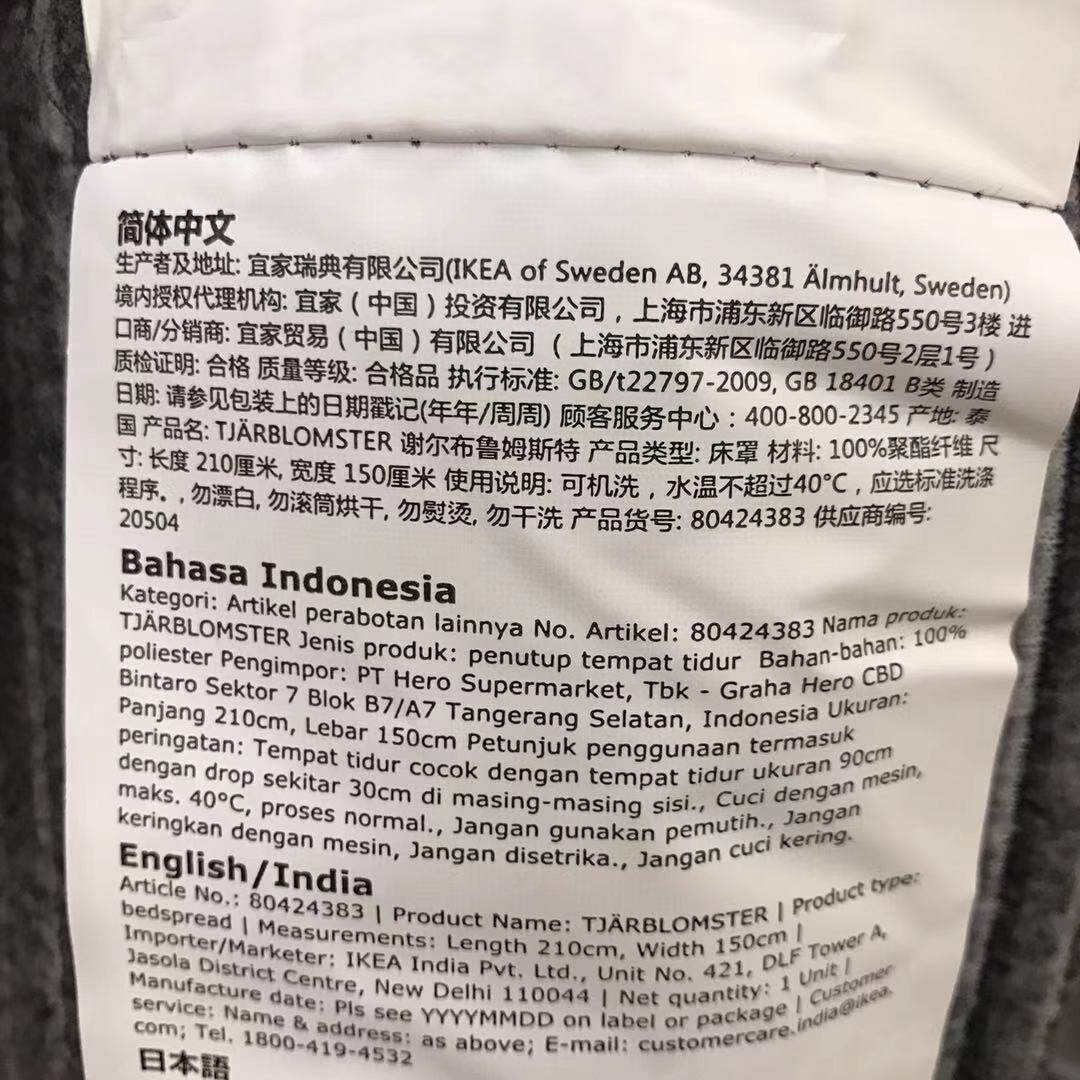 简体中文
生产者及地址: 宜家瑞典有限公司(IKEA of Sweden AB, 34381 Älmhult, Sweden)
境内授权代理机构: 宜家（中国）投资有限公司，上海市浦东新区临御路550号3楼 进
口商/分销商: 宜家贸易（中国）有限公司 （上海市浦东新区临御路550号2层1号）
质检证明: 合格 质量等级: 合格品 执行标准: GB/t22797-2009, GB 18401 B类 制造
日期: 请参见包装上的日期戳记(年年/周周) 顾客服务中心：400-800-2345 产地: 泰
国 产品名: TJÄRBLOMSTER 谢尔布鲁姆斯特 产品类型: 床罩 材料: 100%聚酯纤维 尺
寸: 长度 210厘米, 宽度 150厘米 使用说明: 可机洗，水温不超过40°C，应选标准洗涤
程序。, 勿漂白, 勿滚筒烘干, 勿熨烫, 勿干洗 产品货号: 80424383 供应商编号:
20504
Bahasa Indonesia
Kategori: Artikel perabotan lainnya No. Artikel: 80424383 Nama produk:
TJÄRBLOMSTER Jenis produk: penutup tempat tidur Bahan-bahan: 100%
poliester Pengimpor: PT Hero Supermarket, Tbk - Graha Hero CBD
Bintaro Sektor 7 Blok B7/A7 Tangerang Selatan, Indonesia Ukuran:
Panjang 210cm, Lebar 150cm Petunjuk penggunaan termasuk
peringatan: Tempat tidur cocok dengan tempat tidur ukuran 90cm
dengan drop sekitar 30cm di masing-masing sisi., Cuci dengan mesin,
maks. 40°C, proses normal., Jangan gunakan pemutih., Jangan
keringkan dengan mesin, Jangan disetrika., Jangan cuci kering.
English/India
Article No.: 80424383 | Product Name: TJÄRBLOMSTER | Product type:
bedspread | Measurements: Length 210cm, Width 150cm |
Importer/Marketer: IKEA India Pvt. Ltd., Unit No. 421, DLF Tower A,
Jasola District Centre, New Delhi 110044 | Net quantity: 1 Unit |
Manufacture date: Pls see YYYYMMDD on label or package | Customer
service: Name & address: as above; E-mail: customercare.india@ikea.
com; Tel. 1800-419-4532
日本語